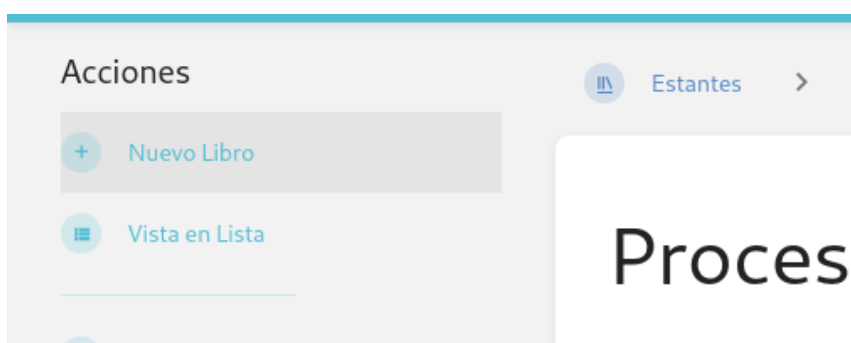 Acciones
Estantes
Nuevo Libro
Vista en Lista
Proces